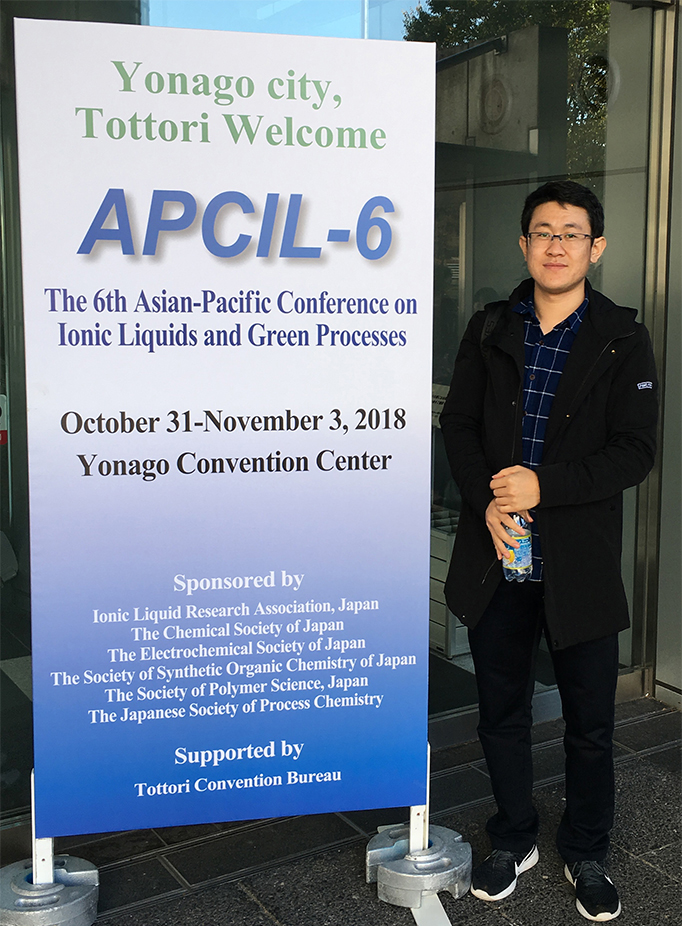 Yonago city,
Tottori Welcome
APCIL-6
The 6th Asian-Pacific Conference on
Ionic Liquids and Green Processes
October 31-November 3, 2018
Yonago Convention Center
Sponsored by
Ionic Liquid Research Association, Japan
The Chemical Society of Japan
The Electrochemical Society of Japan
The Society of Synthetic Organic Chemistry of Japan
The Society of Polymer Science, Japan
The Japanese Society of Process Chemistry
Supported by
Tottori Convention Bureau